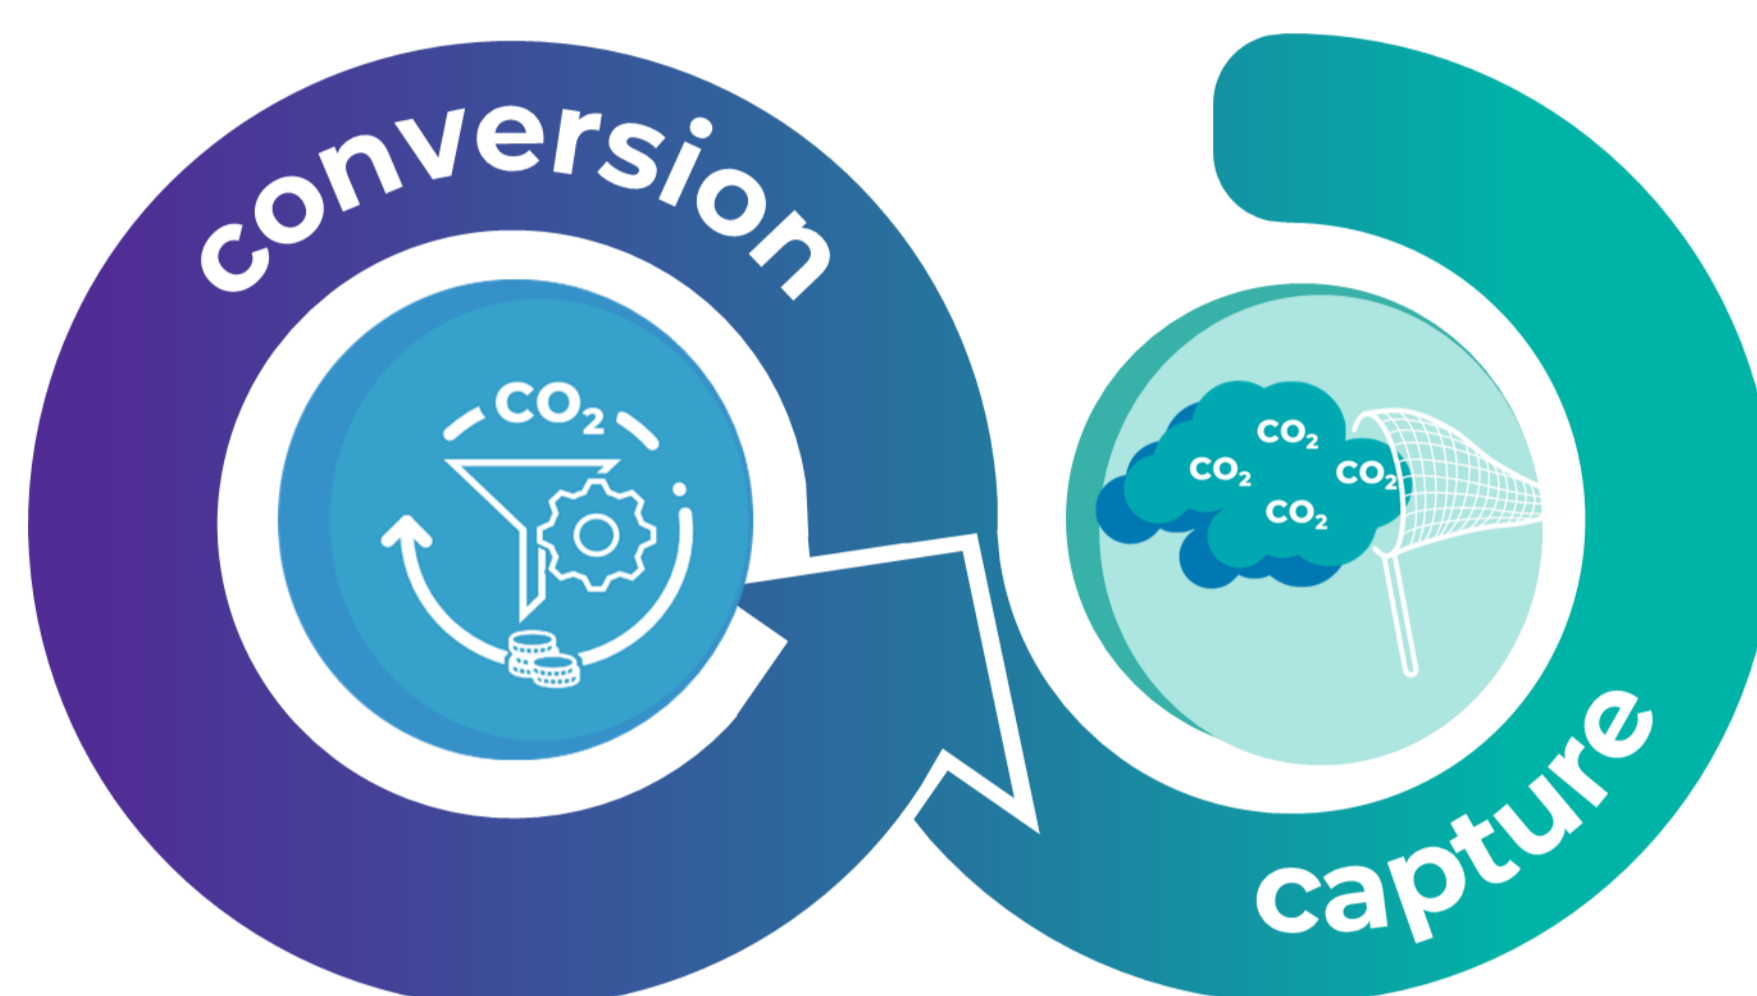 conversion
CO₂
CO₂
CO₂
CO₂
CO₂
capture